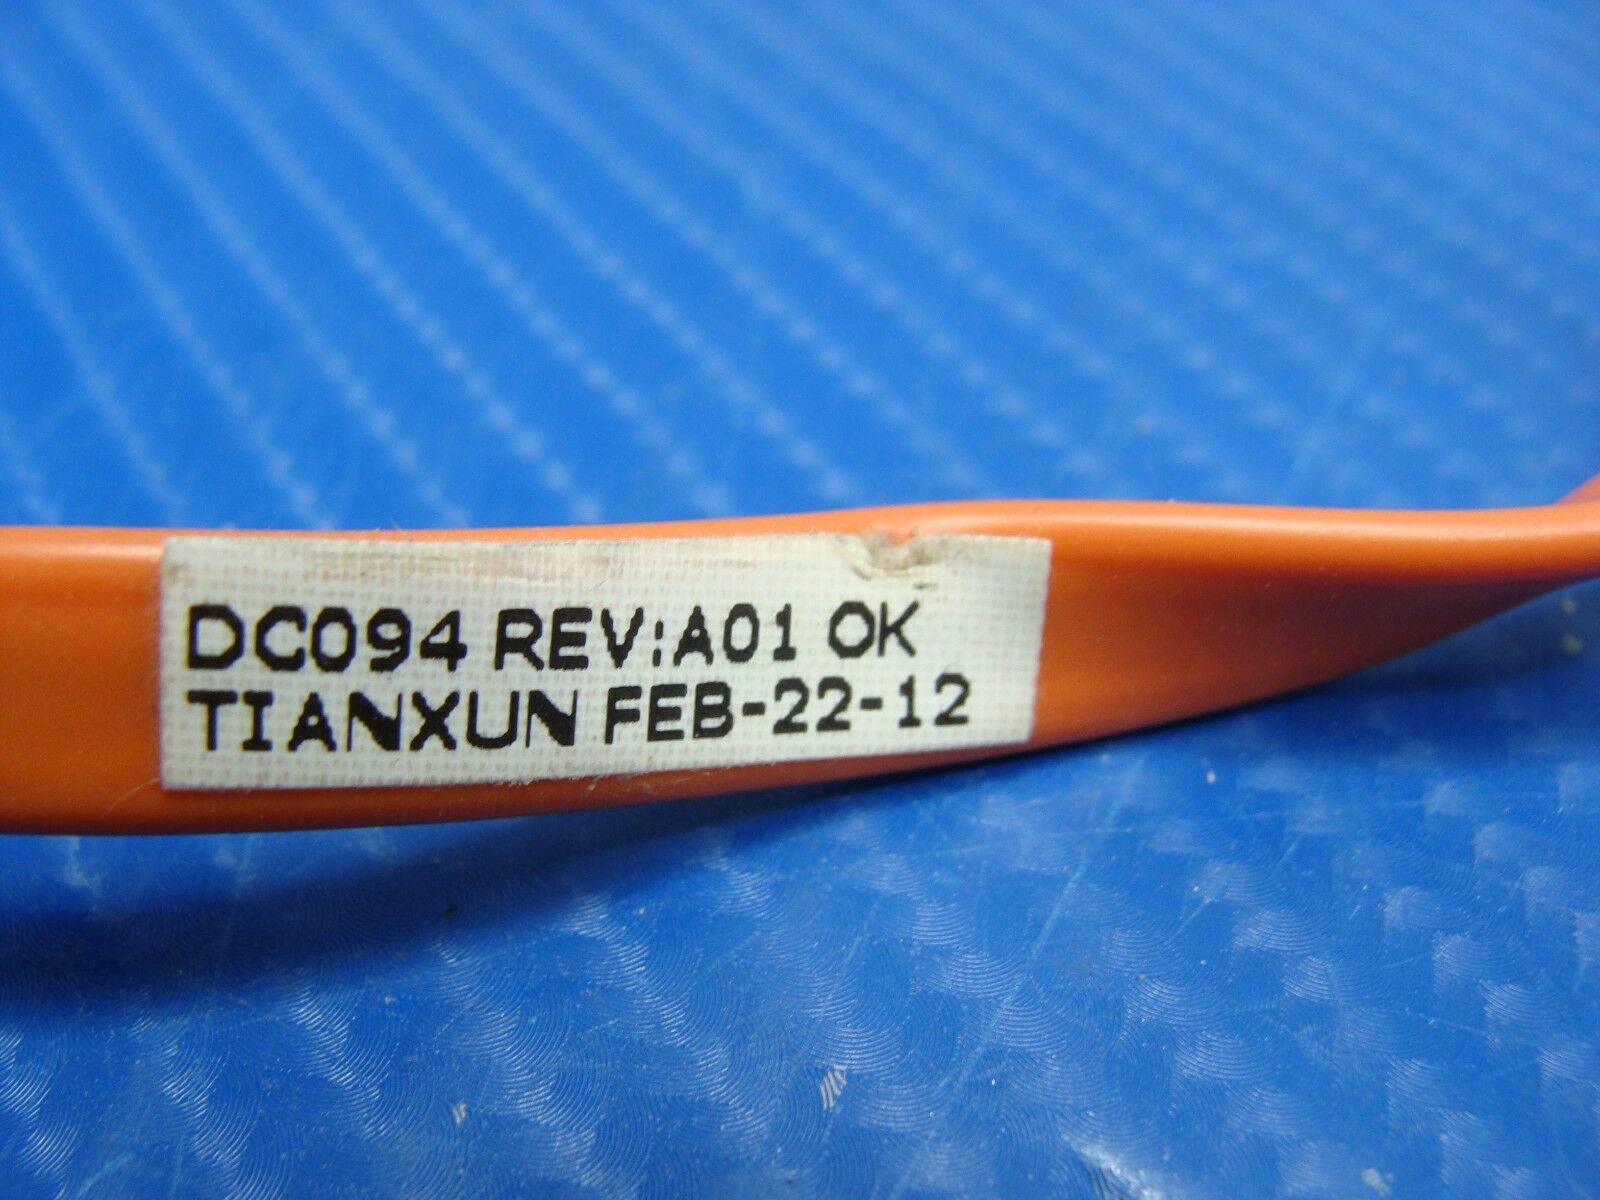 DC094 REV:A01 OK
TIANXUN FEB-22-12